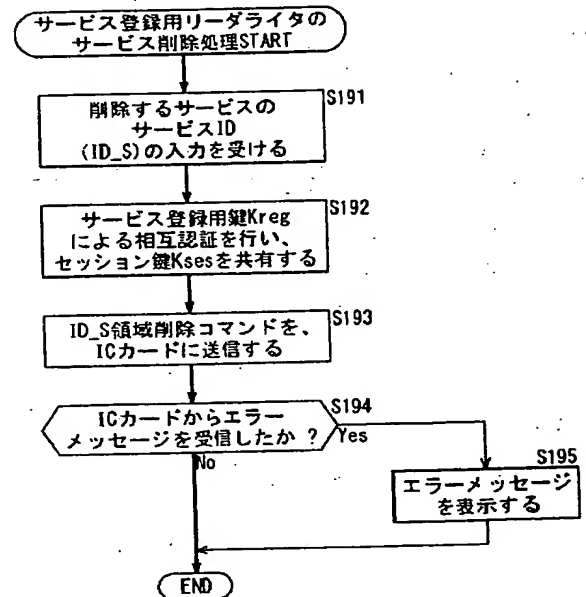 サービス登録用リーダライタの
サービス削除処理START
S191
削除するサービスの
サービスID
(ID_S)の入力を受ける
S192
サービス登録用鍵Kreg
による相互認証を行い、
セッション鍵Ksesを共有する
S193
ID_S領域削除コマンドを、
ICカードに送信する
S194
ICカードからエラー
メッセージを受信したか ?
Yes
No
S195
エラーメッセージ
を表示する
END